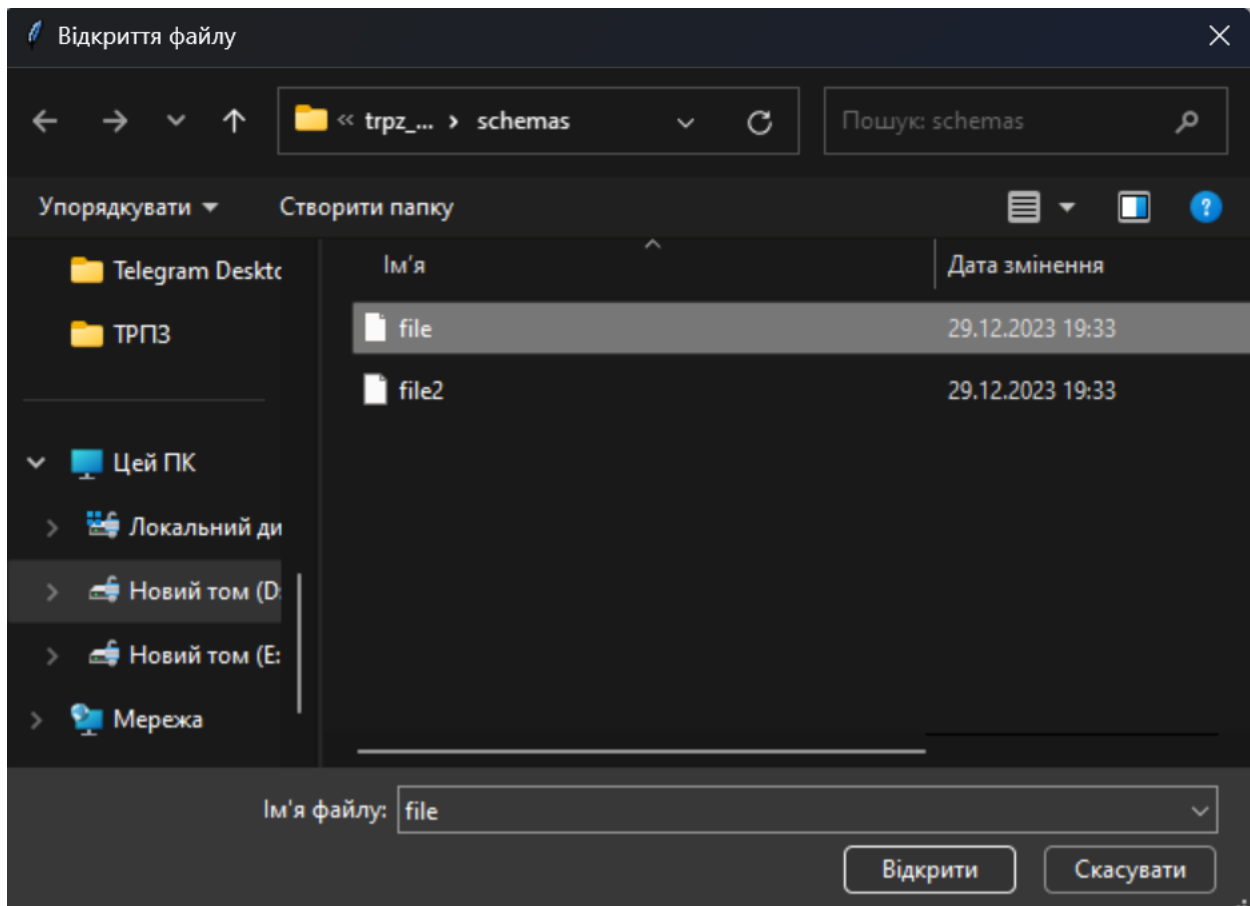 Відкриття файлу
« trpz_... › schemas
Пошук: schemas
Упорядкувати
Створити папку
Ім'я
Дата змінення
Telegram Deskto
ТРПЗ
file
29.12.2023 19:33
file2
29.12.2023 19:33
Цей ПК
Локальний ди
Новий том (D:
Новий том (E:
Мережа
Ім'я файлу: file
Відкрити
Скасувати